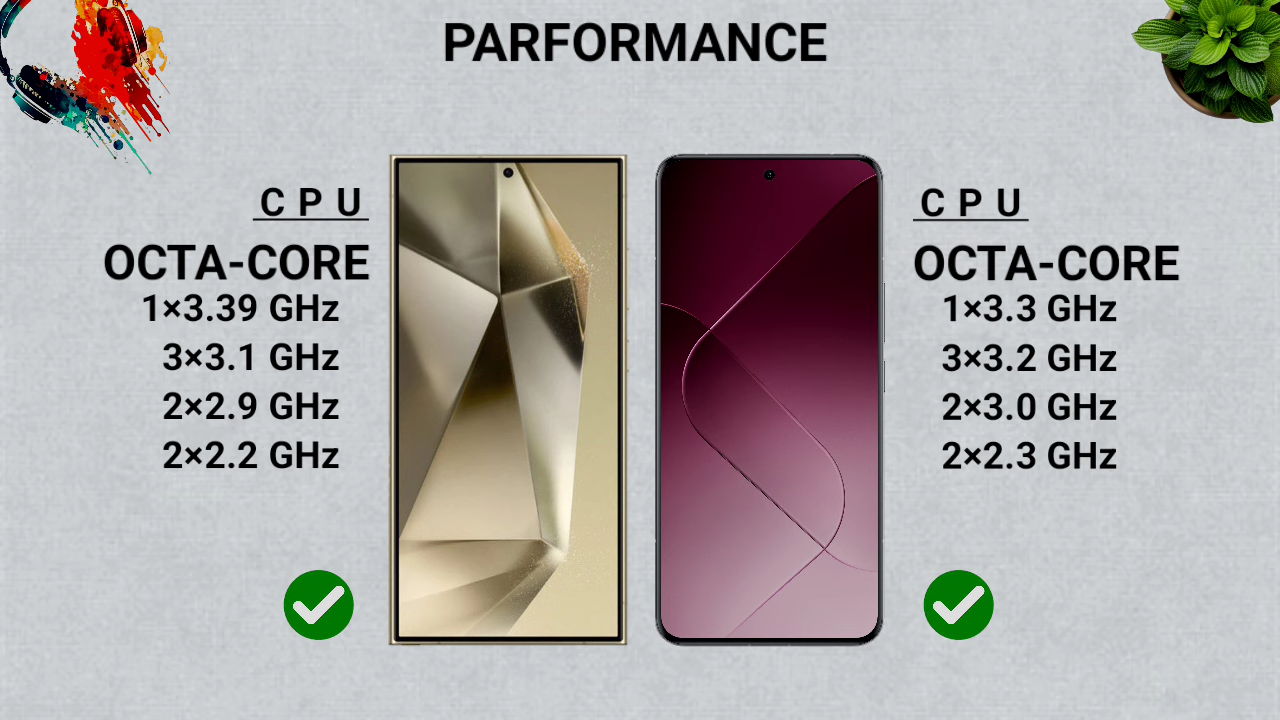 PARFORMANCE
C P U
OCTA-CORE
1×3.39 GHz
3×3.1 GHz
2×2.9 GHz
2×2.2 GHz
C P U
OCTA-CORE
1×3.3 GHz
3×3.2 GHz
2×3.0 GHz
2×2.3 GHz